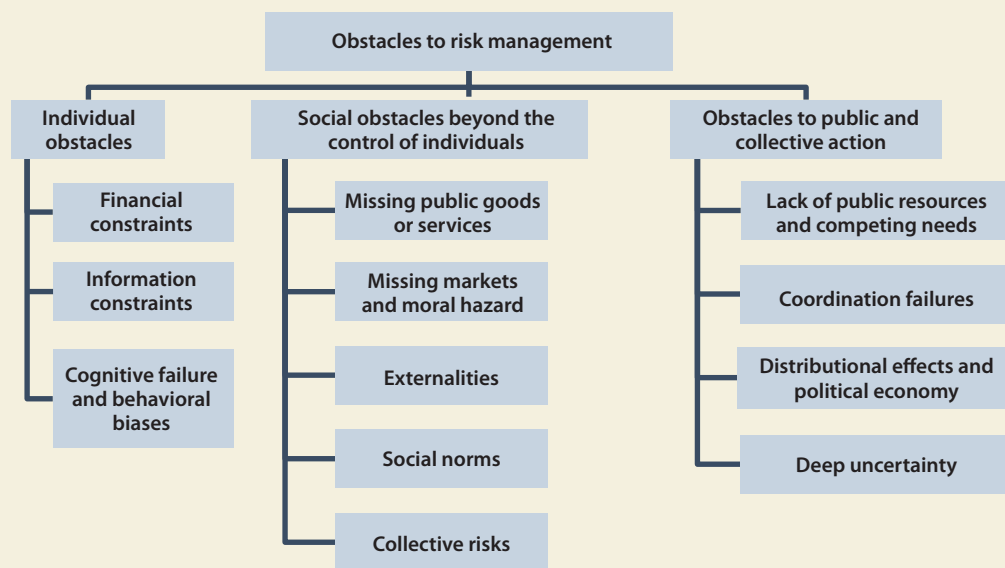 Obstacles to risk management
Individual
obstacles
Financial
constraints
Information
constraints
Cognitive failure
and behavioral
biases
Social obstacles beyond the
control of individuals
Missing public goods
or services
Missing markets
and moral hazard
Externalities
Social norms
Collective risks
Obstacles to public and
collective action
Lack of public resources
and competing needs
Coordination failures
Distributional effects and
political economy
Deep uncertainty